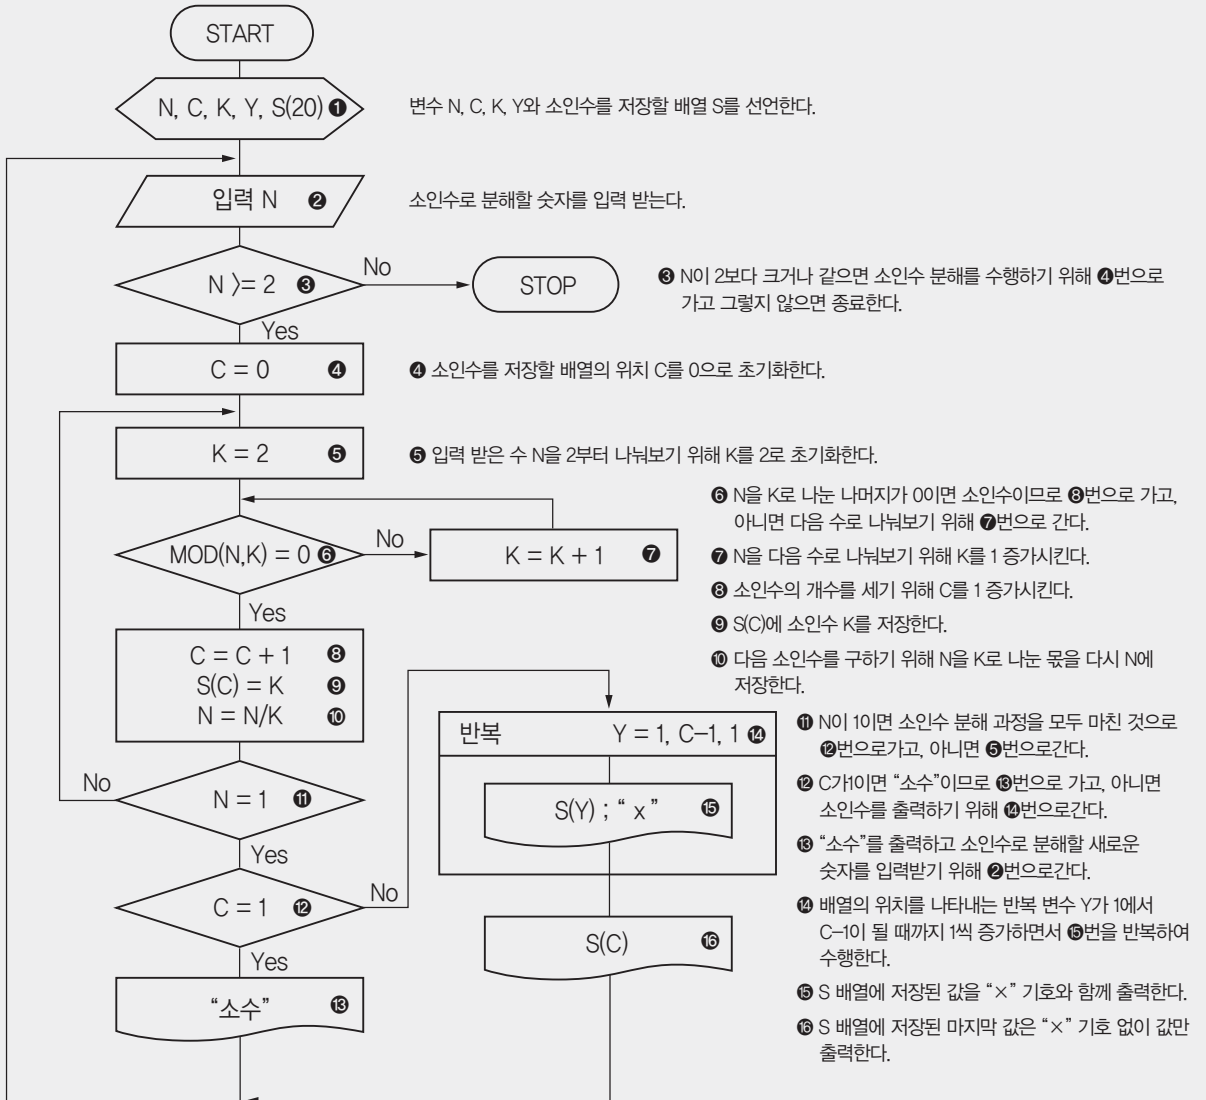 START
N, C, K, Y, S(20) ❶
변수 N, C, K, Y와 소인수를 저장할 배열 S를 선언한다.
입력 N ❷
소인수로 분해할 숫자를 입력 받는다.
N >= 2 ❸
No
STOP
❸ N이 2보다 크거나 같으면 소인수 분해를 수행하기 위해 ❹번으로
가고 그렇지 않으면 종료한다.
Yes
C = 0 ❹
❹ 소인수를 저장할 배열의 위치 C를 0으로 초기화한다.
K = 2 ❺
❺ 입력 받은 수 N을 2부터 나눠보기 위해 K를 2로 초기화한다.
MOD(N,K) = 0 ❻
No
K = K + 1 ❼
❻ N을 K로 나눈 나머지가 0이면 소인수이므로 ❽번으로 가고,
아니면 다음 수로 나눠보기 위해 ❼번으로 간다.
❼ N을 다음 수로 나눠보기 위해 K를 1 증가시킨다.
❽ 소인수의 개수를 세기 위해 C를 1 증가시킨다.
❾ S(C)에 소인수 K를 저장한다.
❿ 다음 소인수를 구하기 위해 N을 K로 나눈 몫을 다시 N에
저장한다.
Yes
C = C + 1 ❽
S(C) = K ❾
N = N/K ❿
No
N = 1 ⓫
Yes
C = 1 ⓬
No
Yes
“소수” ⓭
반복 Y = 1, C−1, 1 ⓮
S(Y) ; “ x” ⓯
S(C) ⓰
⓫ N이 1이면 소인수 분해 과정을 모두 마친 것으로
⓬번으로가고, 아니면 ❺번으로간다.
⓬ C가1이면 “소수”이므로 ⓭번으로 가고, 아니면
소인수를 출력하기 위해 ⓮번으로간다.
⓭ “소수”를 출력하고 소인수로 분해할 새로운
숫자를 입력받기 위해 ❷번으로간다.
⓮ 배열의 위치를 나타내는 반복 변수 Y가 1에서
C−1이 될 때까지 1씩 증가하면서 ⓯번을 반복하여
수행한다.
⓯ S 배열에 저장된 값을 “×” 기호와 함께 출력한다.
⓰ S 배열에 저장된 마지막 값은 “×” 기호 없이 값만
출력한다.